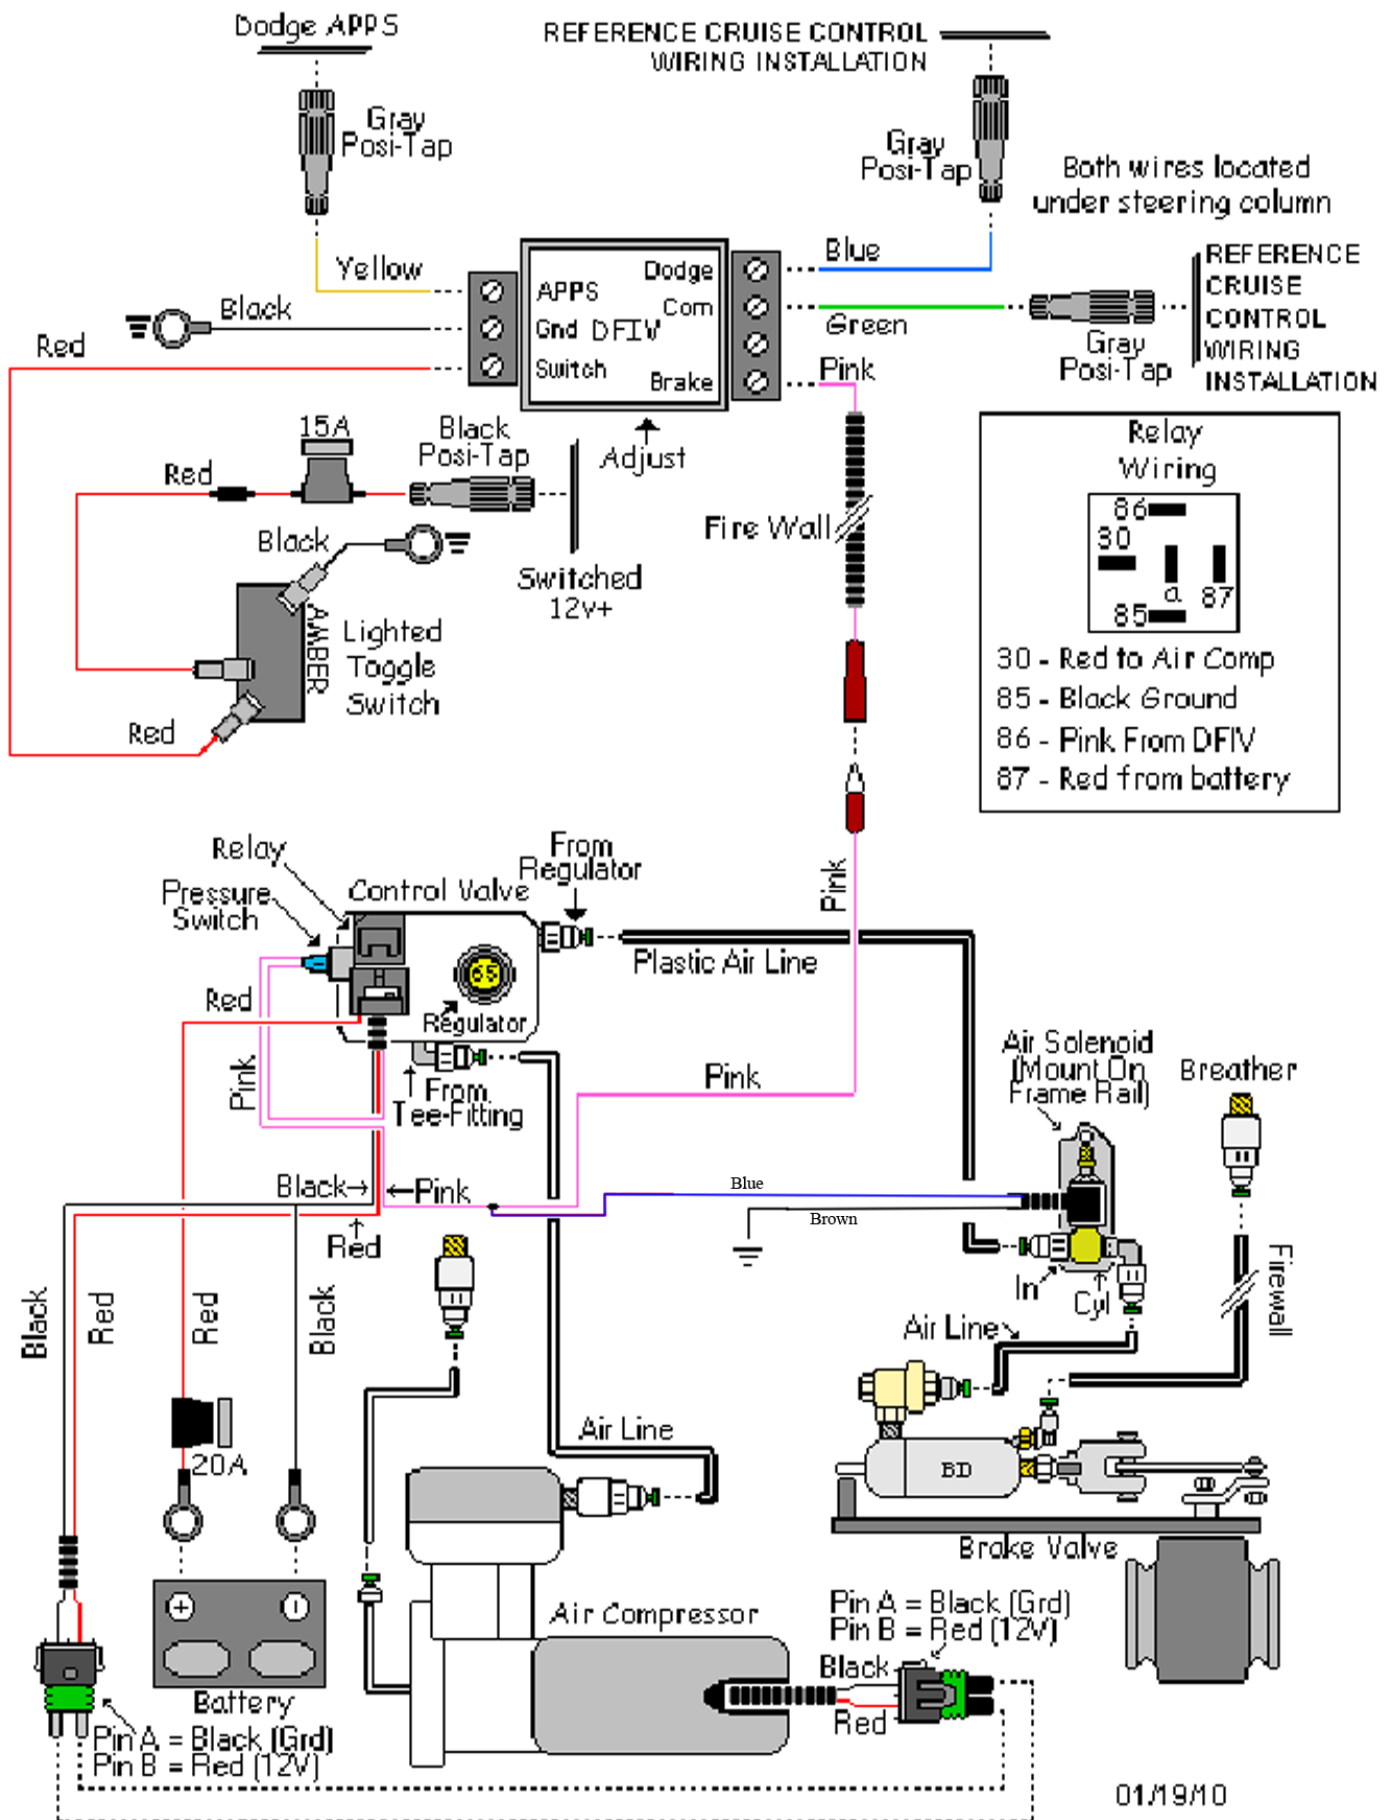 Dodge APPS
REFERENCE CRUISE CONTROL
WIRING INSTALLATION
Gray
Posi-Tap
Gray
Posi-Tap
Both wires located
under steering column
Yellow
Black
Red
APPS
Gnd DFIV
Switch
Dodge
Com
Brake
Blue
Green
Pink
Gray
Posi-Tap
REFERENCE
CRUISE
CONTROL
WIRING
INSTALLATION
Adjust
15A
Black
Posi-Tap
Red
Black
Switched
12v+
AMBER
Lighted
Toggle
Switch
Red
Fire Wall
Relay
Wiring
86
30
a
87
85
30 - Red to Air Comp
85 - Black Ground
86 - Pink From DFIV
87 - Red from battery
Relay
Pressure
Switch
Control Valve
From
Regulator
Pink
65
Regulator
Plastic Air Line
Red
Pink
From
Tee-Fitting
Pink
Air Solenoid
(Mount On
Frame Rail)
Breather
Black
Pink
Red
Blue
Brown
In
Cyl
Firewall
Black
Red
Red
Black
Air Line
20A
Air Line
BD
Brake Valve
Battery
Air Compressor
Pin A = Black (Grd)
Pin B = Red (12V)
Black
Red
Pin A = Black (Grd)
Pin B = Red (12V)
01/19/10